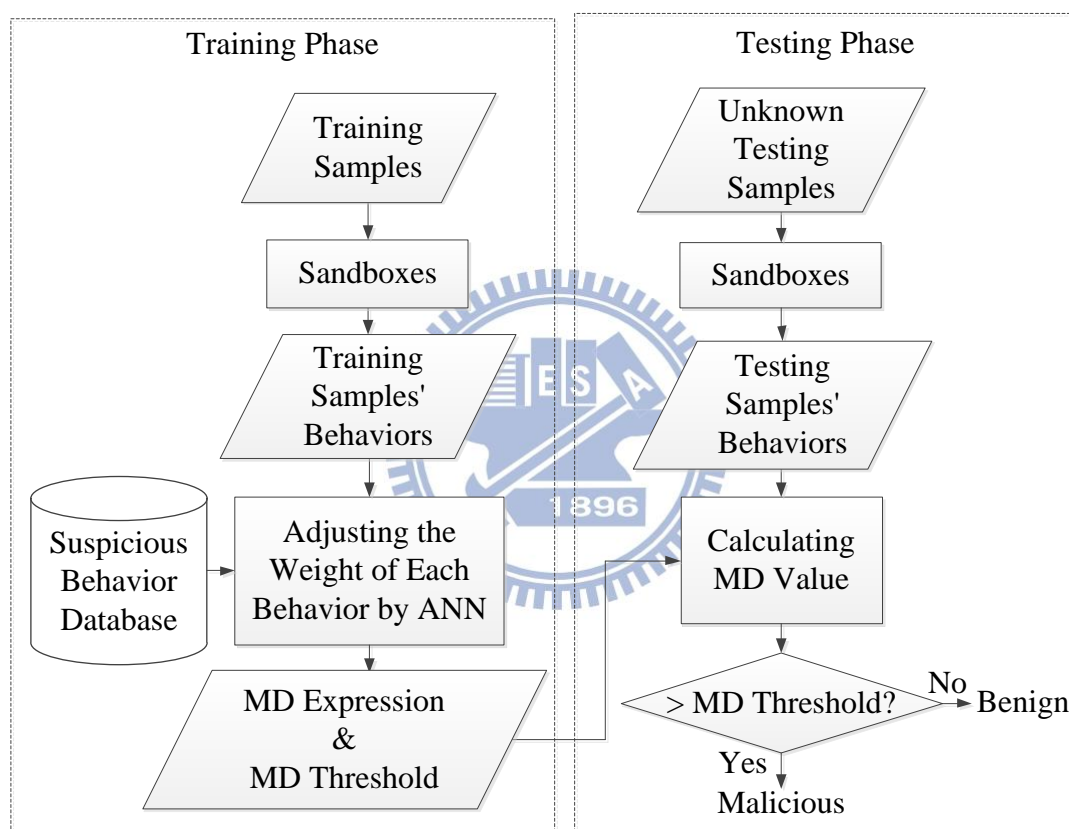 Training Phase
Training
Samples
Sandboxes
Training
Samples'
Behaviors
Suspicious
Behavior
Database
Adjusting the
Weight of Each
Behavior by ANN
MD Expression
&
MD Threshold
Testing Phase
Unknown
Testing
Samples
Sandboxes
Testing
Samples'
Behaviors
Calculating
MD Value
> MD Threshold?
No
Benign
Yes
Malicious
E S A
1896